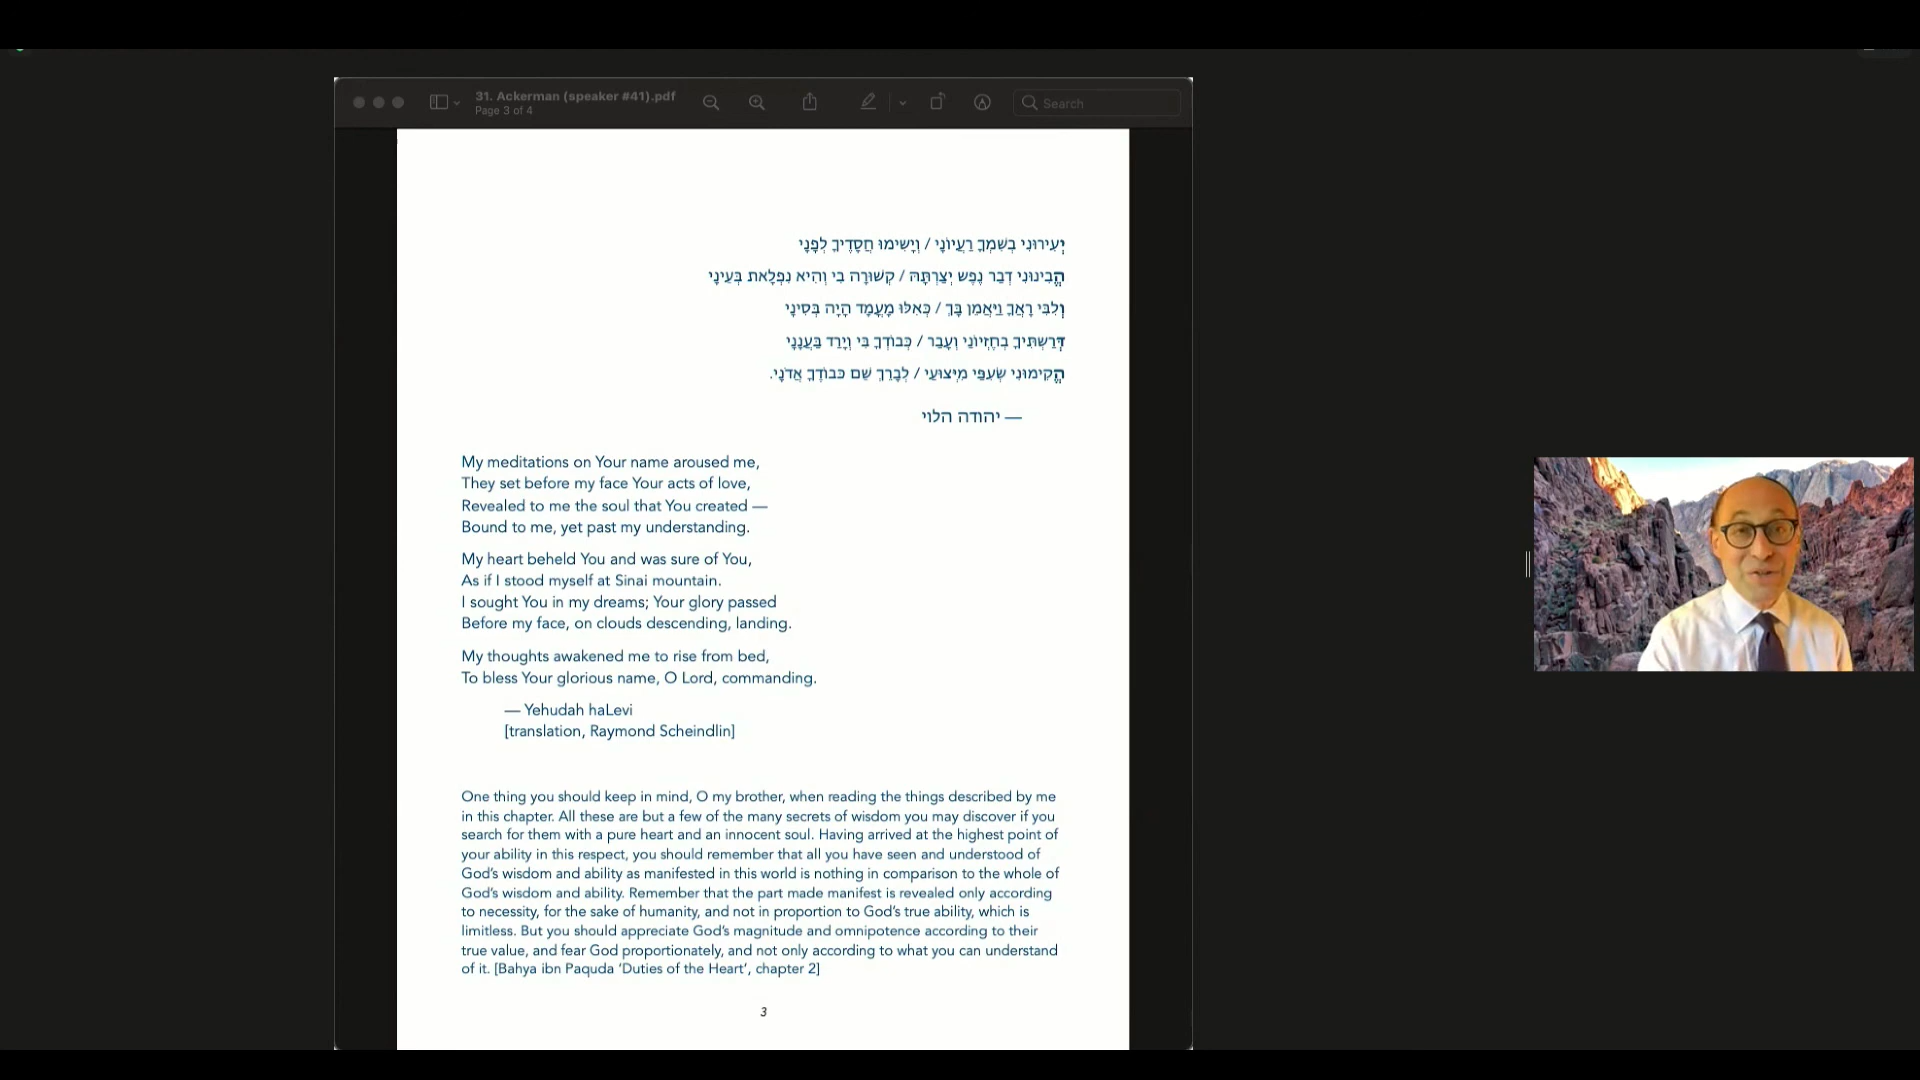 31. Ackerman (speaker #41).pdf
Page 3 of 4
Search
יְּעִירוּנִי בְשִׁמְךָ רַעֲיוֹנָי / וְיָשִׂימוּ חֲסָדֶיךָ לְפָנָי
הֱבִינוּנִי דְבַר נֶפֶשׁ יְצַרְתָּהּ / קְשׁוּרָה בִי וְהִיא נִפְלָאת בְּעֵינָי
וְלִבִּי רָאֲךָ וַיַּאֲמֵן בָּךְ / כְּאִלּוּ מָעֳמָד הָיָה בְּסִינָי
דְּרַשְׁתִּיךָ בְחֶזְיוֹנַי וְעָבַר / כְּבוֹדְךָ בִּי וְיָרַד בַּעֲנָנָי
הֱקִימוּנִי שְׂעִפַּי מִיְּצוּעַי / לְבָרֵךְ שֵׁם כְּבוֹדֶךָ אֲדֹנָי.
— יהודה הלוי
My meditations on Your name aroused me,
They set before my face Your acts of love,
Revealed to me the soul that You created —
Bound to me, yet past my understanding.
My heart beheld You and was sure of You,
As if I stood myself at Sinai mountain.
I sought You in my dreams; Your glory passed
Before my face, on clouds descending, landing.
My thoughts awakened me to rise from bed,
To bless Your glorious name, O Lord, commanding.
— Yehudah haLevi
[translation, Raymond Scheindlin]
One thing you should keep in mind, O my brother, when reading the things described by me
in this chapter. All these are but a few of the many secrets of wisdom you may discover if you
search for them with a pure heart and an innocent soul. Having arrived at the highest point of
your ability in this respect, you should remember that all you have seen and understood of
God’s wisdom and ability as manifested in this world is nothing in comparison to the whole of
God’s wisdom and ability. Remember that the part made manifest is revealed only according
to necessity, for the sake of humanity, and not in proportion to God’s true ability, which is
limitless. But you should appreciate God’s magnitude and omnipotence according to their
true value, and fear God proportionately, and not only according to what you can understand
of it. [Bahya ibn Paquda ‘Duties of the Heart’, chapter 2]
3